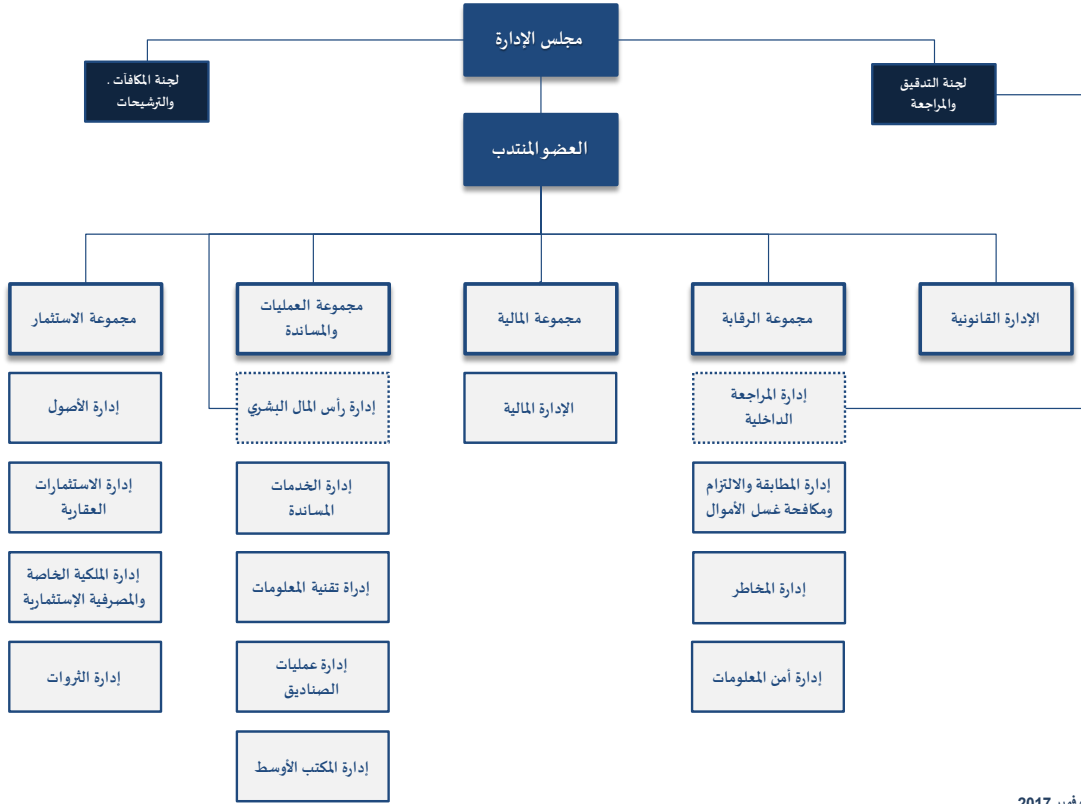 مجلس الإدارة
لجنة التدقيق
والمراجعة
لجنة المكافآت .
والترشيحات
العضو المنتدب
الإدارة القانونية
مجموعة الرقابة
إدارة المراجعة
الداخلية
إدارة المطابقة والالتزام
ومكافحة غسل الأموال
إدارة المخاطر
إدارة أمن المعلومات
مجموعة المالية
الإدارة المالية
مجموعة العمليات
والمساندة
إدارة رأس المال البشري
إدارة الخدمات
المساندة
إدراة تقنية المعلومات
إدارة عمليات
الصناديق
إدارة المكتب الأوسط
مجموعة الاستثمار
إدارة الأصول
إدارة الاستثمارات
العقارية
إدارة الملكية الخاصة
والمصرفية الإستثمارية
إدارة الثروات
2017